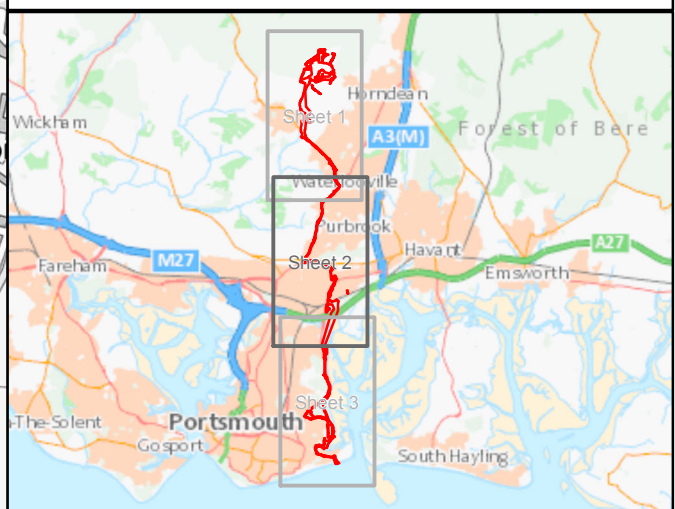 Horndean
Wickham
Sheet 1
Forest of Bere
A3(M)
Waterlooville
Purbrook
Havant
A27
M27
Fareham
Sheet 2
Emsworth
Sheet 3
n-The-Solent
Portsmouth
Gosport
South Hayling